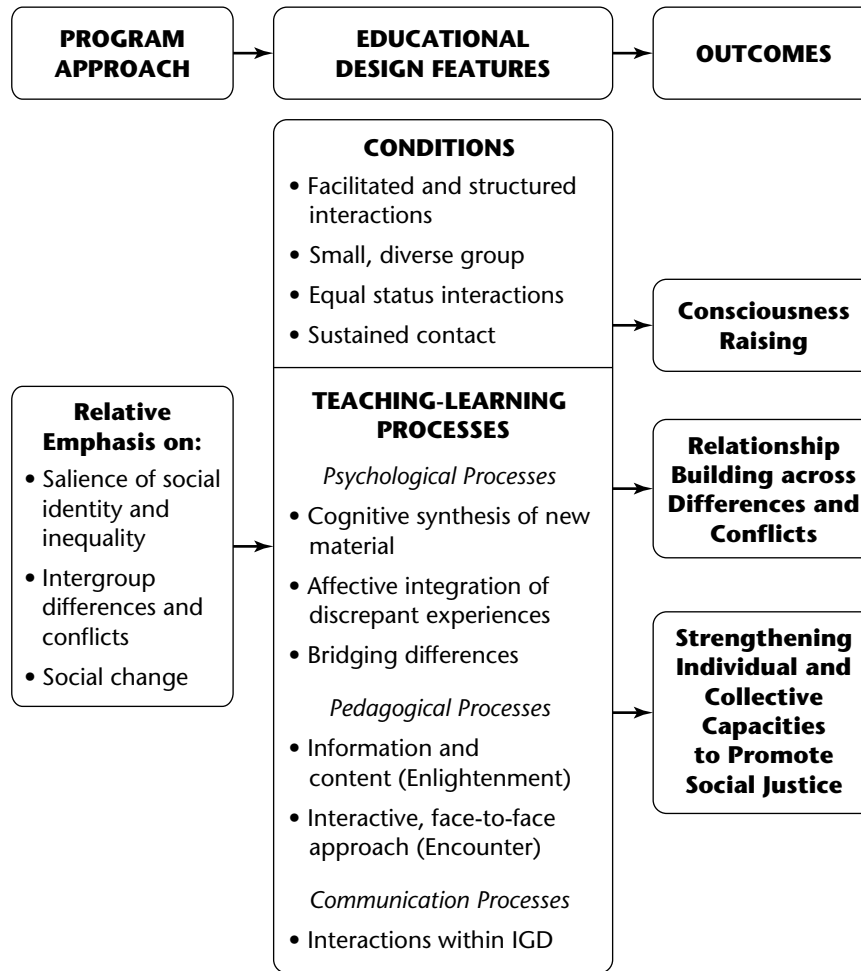 PROGRAM
APPROACH
EDUCATIONAL
DESIGN FEATURES
OUTCOMES
Relative
Emphasis on:
• Salience of social
identity and
inequality
• Intergroup
differences and
conflicts
• Social change
CONDITIONS
• Facilitated and structured
interactions
• Small, diverse group
• Equal status interactions
• Sustained contact
TEACHING-LEARNING
PROCESSES
Psychological Processes
• Cognitive synthesis of new
material
• Affective integration of
discrepant experiences
• Bridging differences
Pedagogical Processes
• Information and
content (Enlightenment)
• Interactive, face-to-face
approach (Encounter)
Communication Processes
• Interactions within IGD
Consciousness
Raising
Relationship
Building across
Differences and
Conflicts
Strengthening
Individual and
Collective
Capacities
to Promote
Social Justice